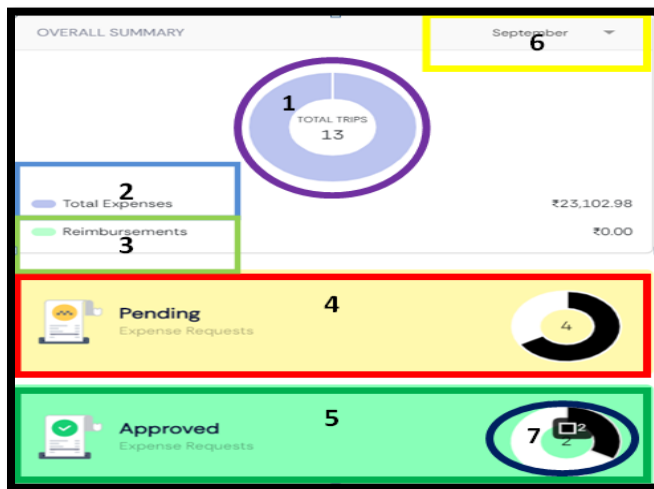 OVERALL SUMMARY
September
6
1
TOTAL TRIPS
13
2
Total Expenses ₹23,102.98
Reimbursements ₹0.00
3
4
Pending
Expense Requests
4
5
Approved
Expense Requests
7
2
2